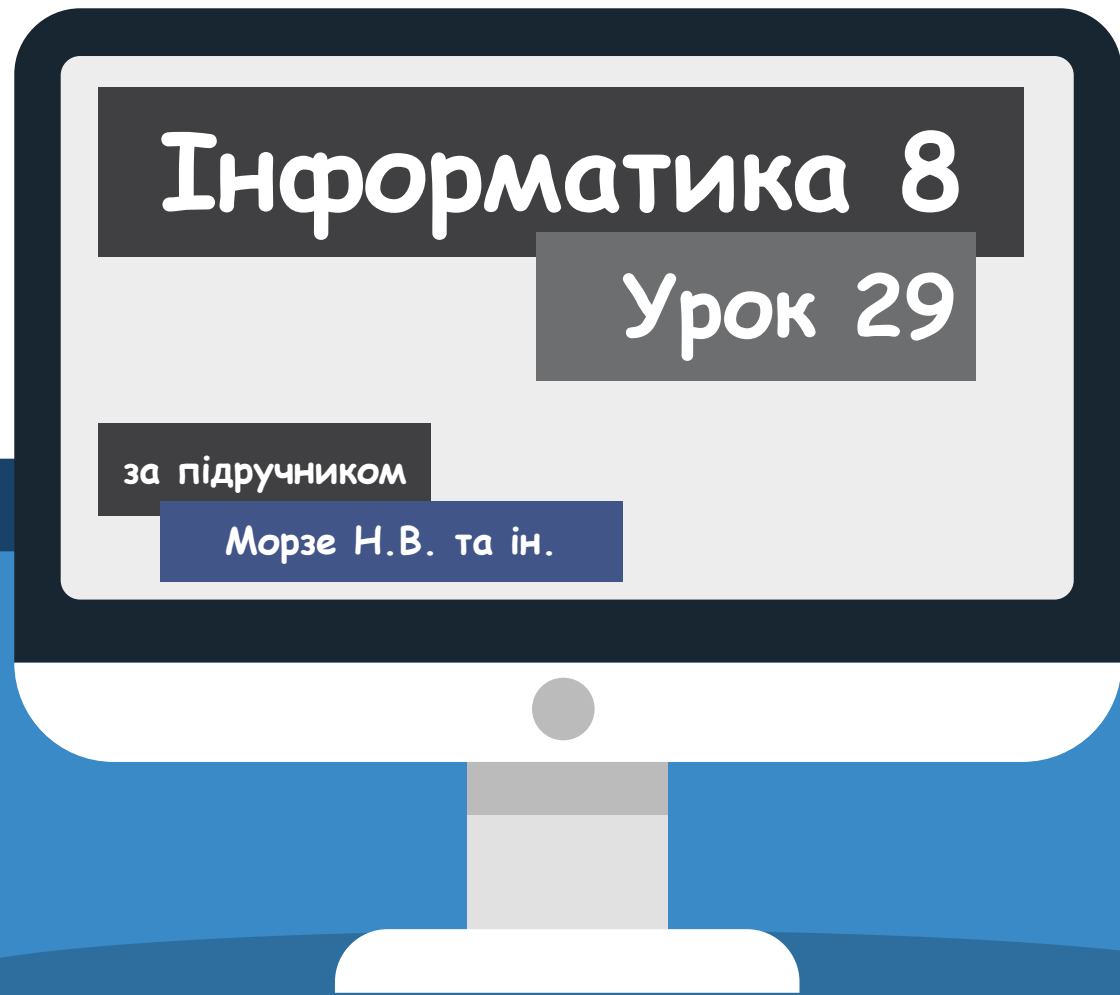 Інформатика 8
Урок 29
за підручником
Морзе Н.В. та ін.